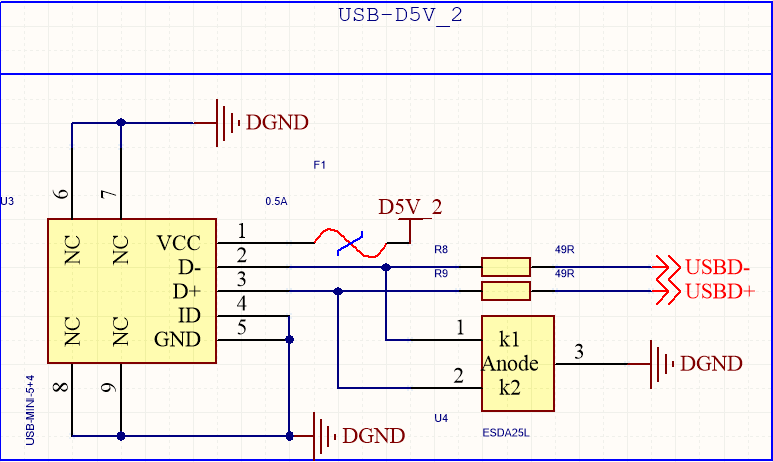 USB-D5V_2
DGND
F1
6
7
U3
0.5A
D5V_2
NC
NC
VCC
1
D-
2
R8
49R
USBD-
D+
3
R9
49R
USBD+
ID
4
NC
NC
GND
5
1
k1
Anode
3
DGND
2
k2
8
9
USB-MINI-5+4
U4
ESDA25L
DGND